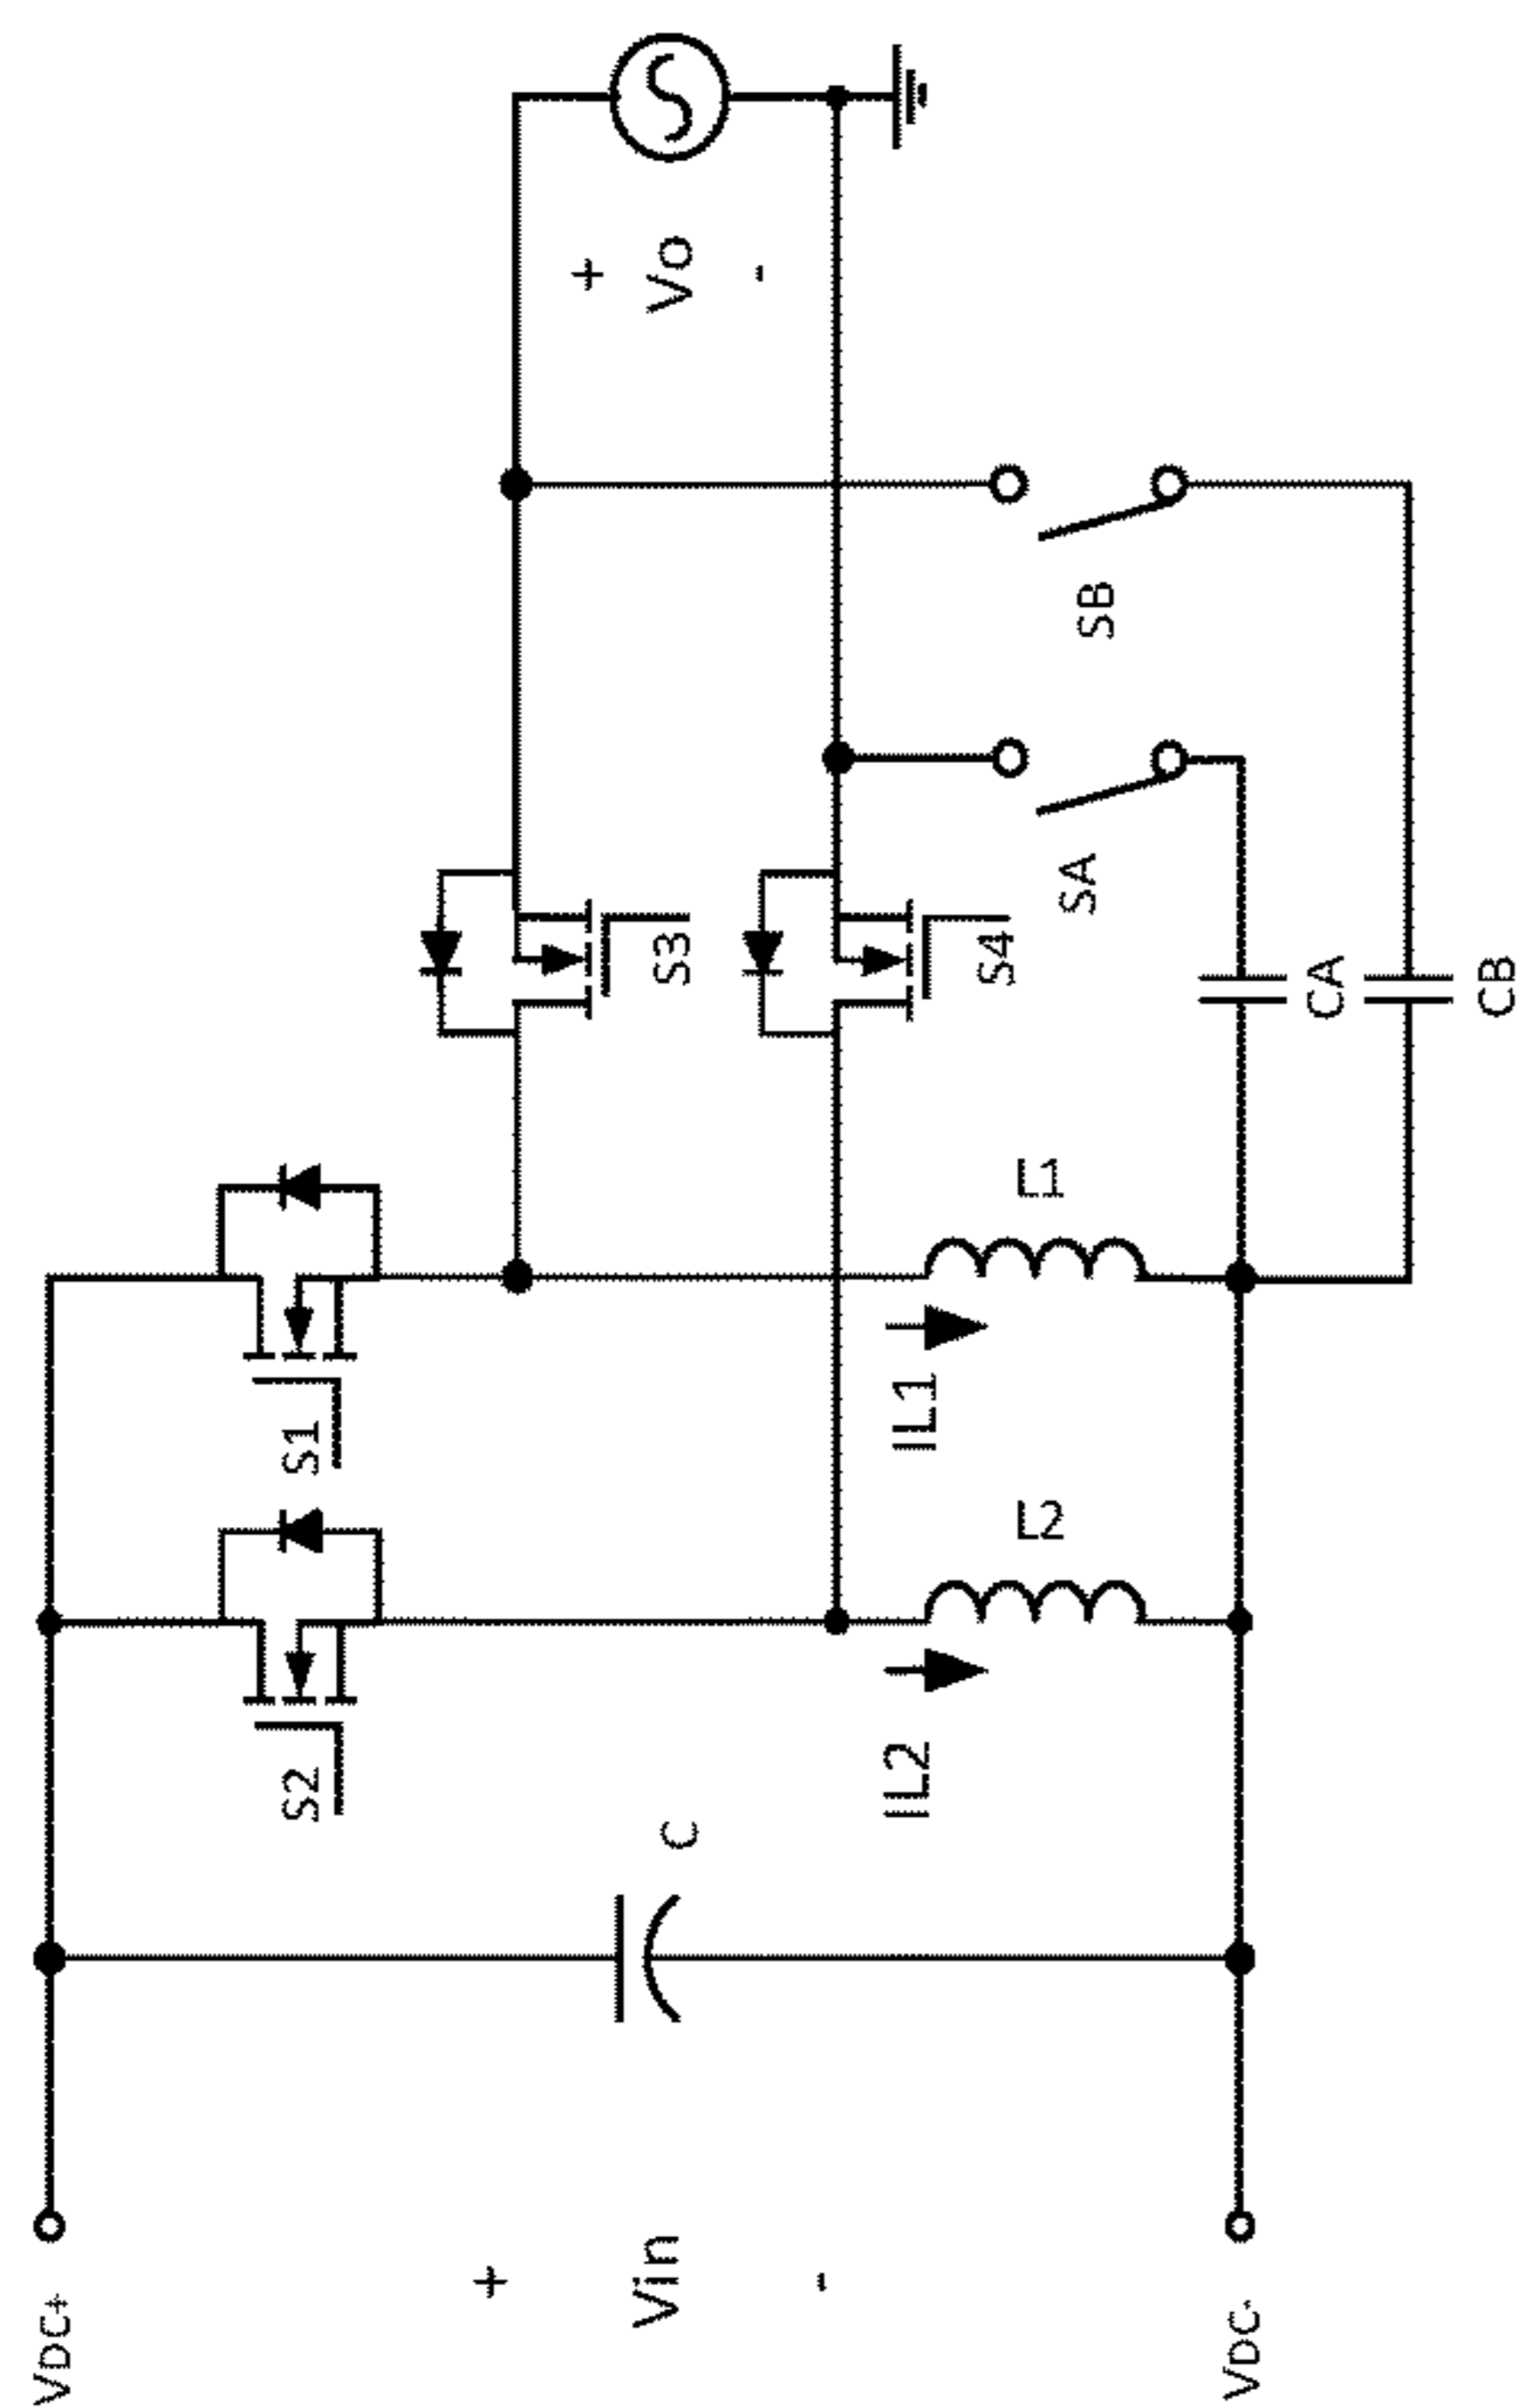 VDC+
+
Vin
-
VDC-
C
S2
IL2
L2
S1
IL1
L1
S3
S4
CA
CB
SA
SB
+
Vo
-